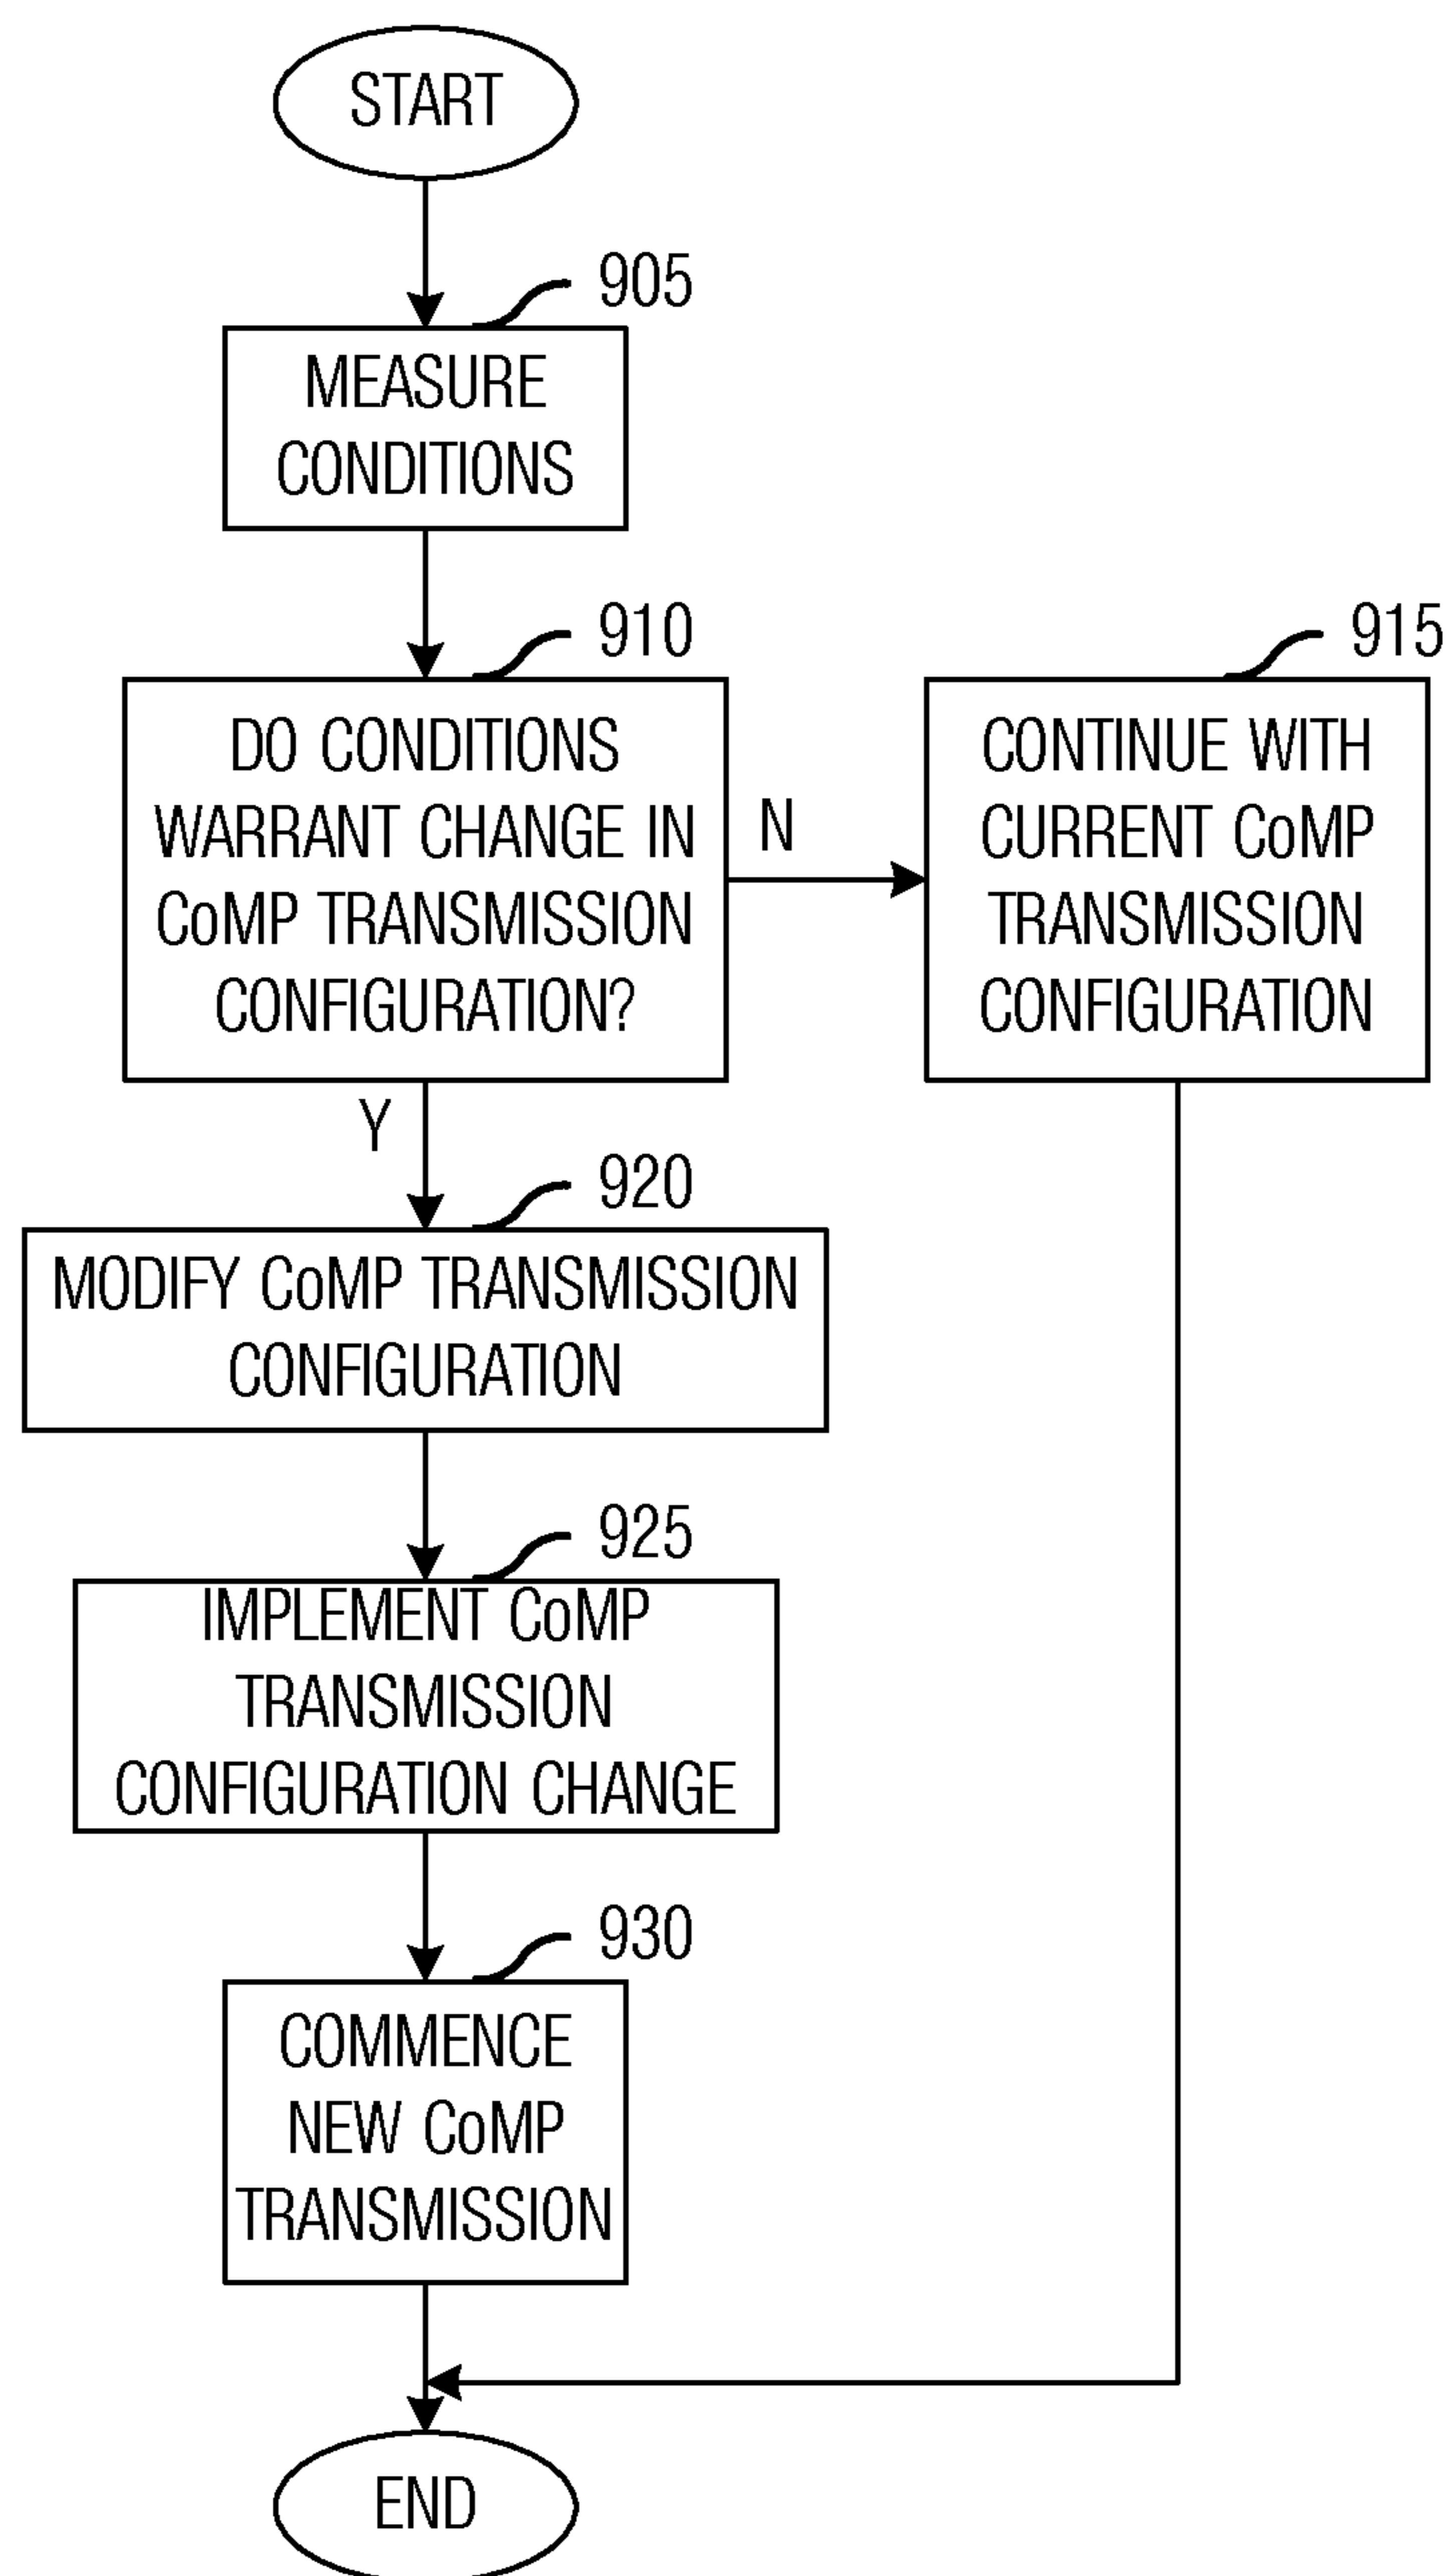 START
905
MEASURE
CONDITIONS
910
DO CONDITIONS
WARRANT CHANGE IN
CoMP TRANSMISSION
CONFIGURATION?
N
915
CONTINUE WITH
CURRENT CoMP
TRANSMISSION
CONFIGURATION
Y
920
MODIFY CoMP TRANSMISSION
CONFIGURATION
925
IMPLEMENT CoMP
TRANSMISSION
CONFIGURATION CHANGE
930
COMMENCE
NEW CoMP
TRANSMISSION
END